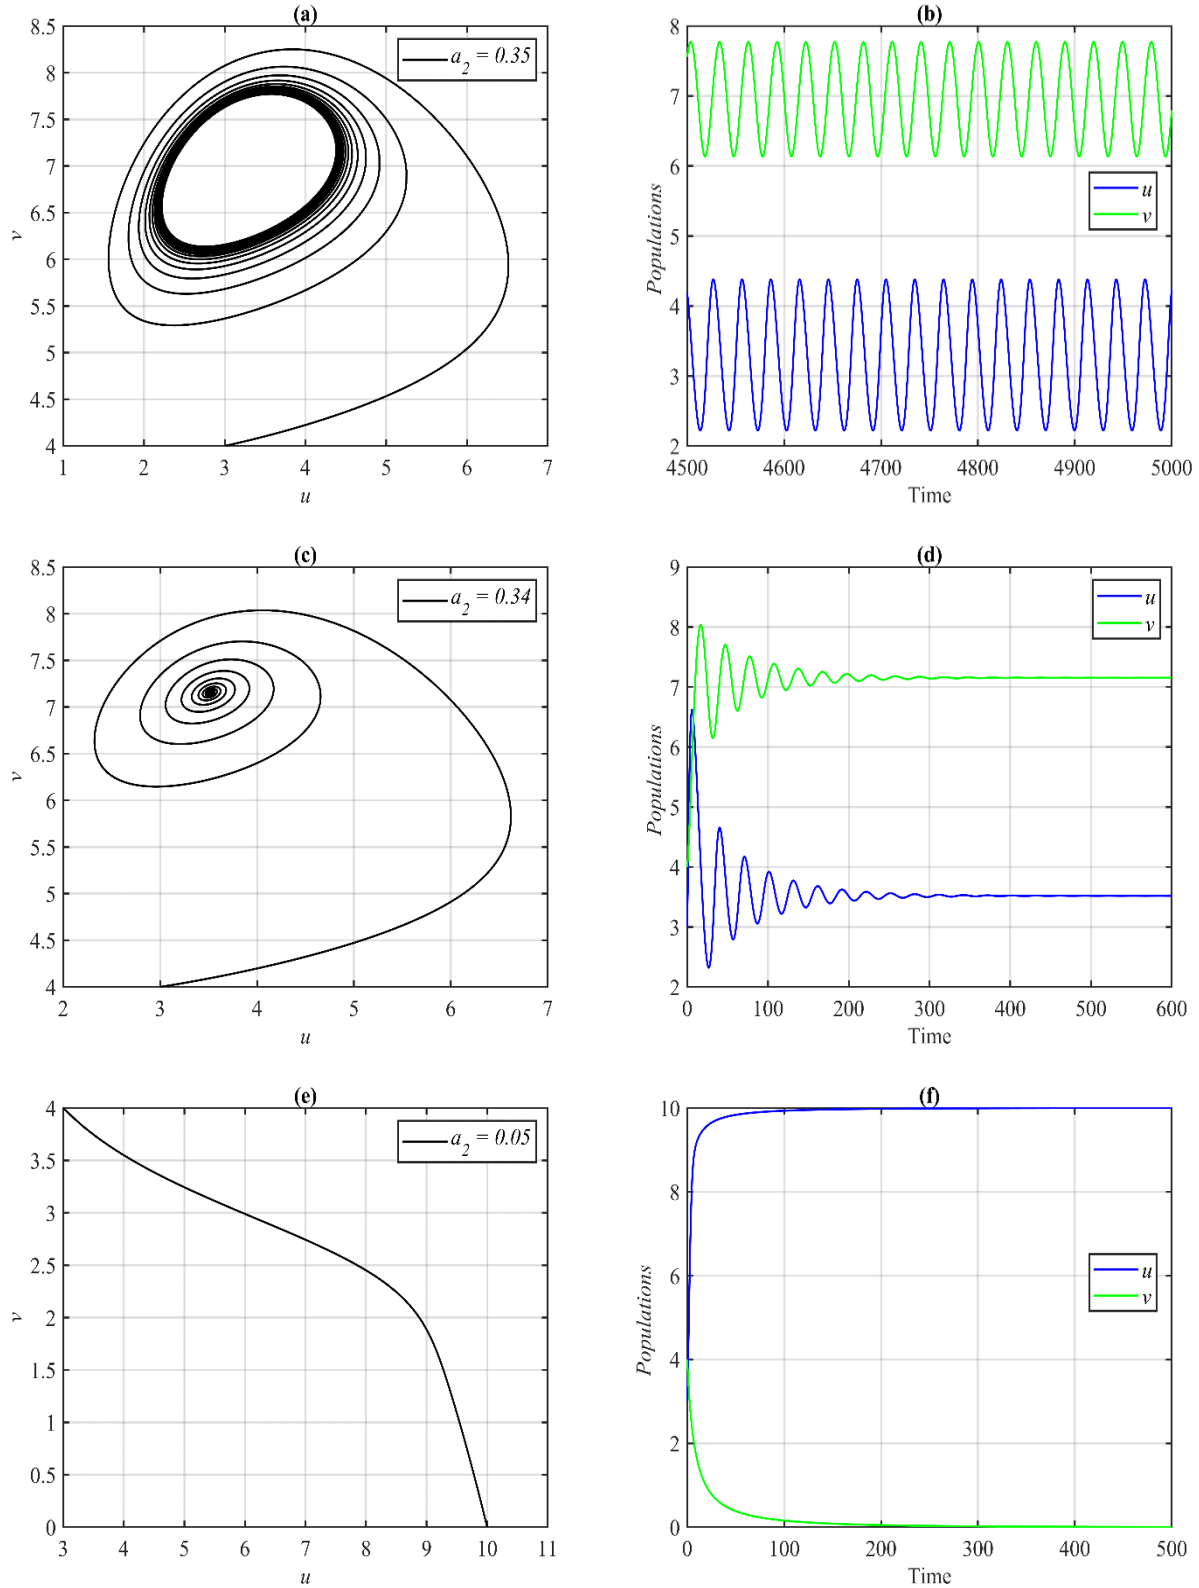 (a)
8.5
8
7.5
7
6.5
6
5.5
5
4.5
4
v
a2 = 0.35
1 2 3 4 5 6 7
u
(b)
8
7
6
5
4
3
2
Populations
u
v
4500 4600 4700 4800 4900 5000
Time
(c)
8.5
8
7.5
7
6.5
6
5.5
5
4.5
4
v
a2 = 0.34
2 3 4 5 6 7
u
(d)
9
8
7
6
5
4
3
2
Populations
u
v
0 100 200 300 400 500 600
Time
(e)
4
3.5
3
2.5
2
1.5
1
0.5
0
v
a2 = 0.05
3 4 5 6 7 8 9 10 11
u
(f)
10
8
6
4
2
0
Populations
u
v
0 100 200 300 400 500
Time